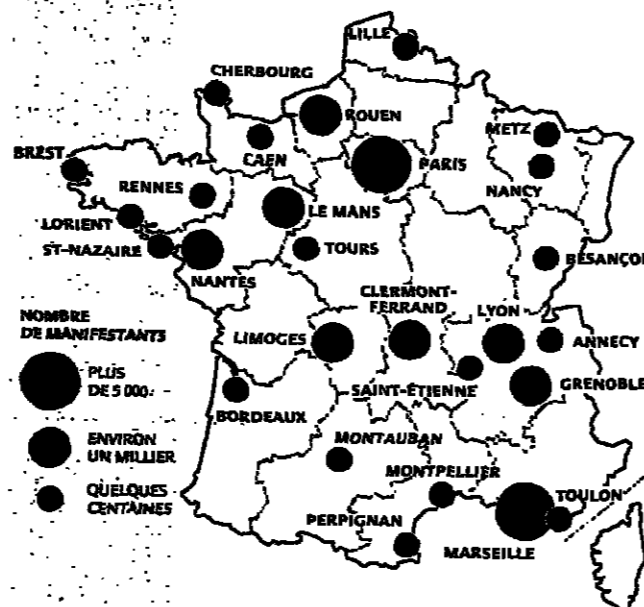 LILLE
CHERBOURG
ROUEN
METZ
CAEN
BREST
PARIS
RENNES
NANCY
LORIENT
LE MANS
ST-NAZAIRE
TOURS
BESANÇON
NANTES
CLERMONT-
FERRAND
LYON
NOMBRE
DE MANIFESTANTS
LIMOGES
ANNECY
PLUS
DE 5 000
SAINT-ÉTIENNE
GRENOBLE
BORDEAUX
MONTAUBAN
ENVIRON
UN MILLIER
MONTPELLIER
QUELQUES
CENTAINES
TOULON
PERPIGNAN
MARSEILLE